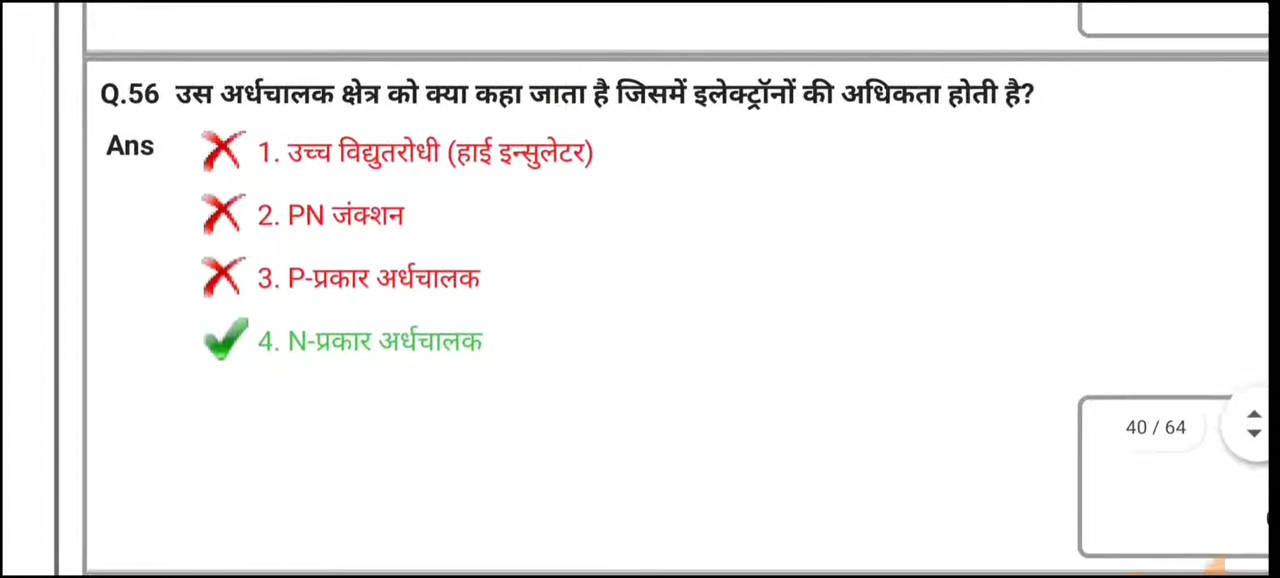 Q.56 उस अर्धचालक क्षेत्र को क्या कहा जाता है जिसमें इलेक्ट्रॉनों की अधिकता होती है?
Ans 1. उच्च विद्युतरोधी (हाई इन्सुलेटर)
2. PN जंक्शन
3. P-प्रकार अर्धचालक
4. N-प्रकार अर्धचालक
40 / 64